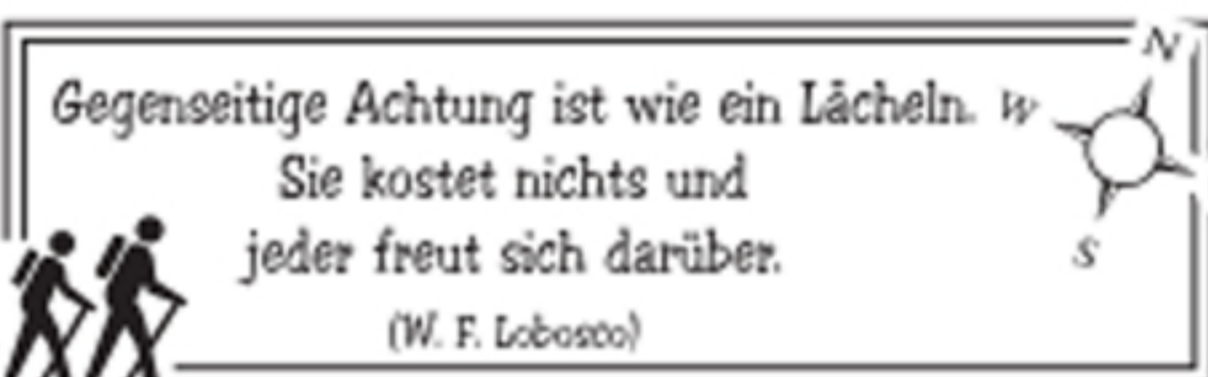 N
Gegenseitige Achtung ist wie ein Lächeln.
W
Sie kostet nichts und
jeder freut sich darüber.
S
(W. F. Lobosco)